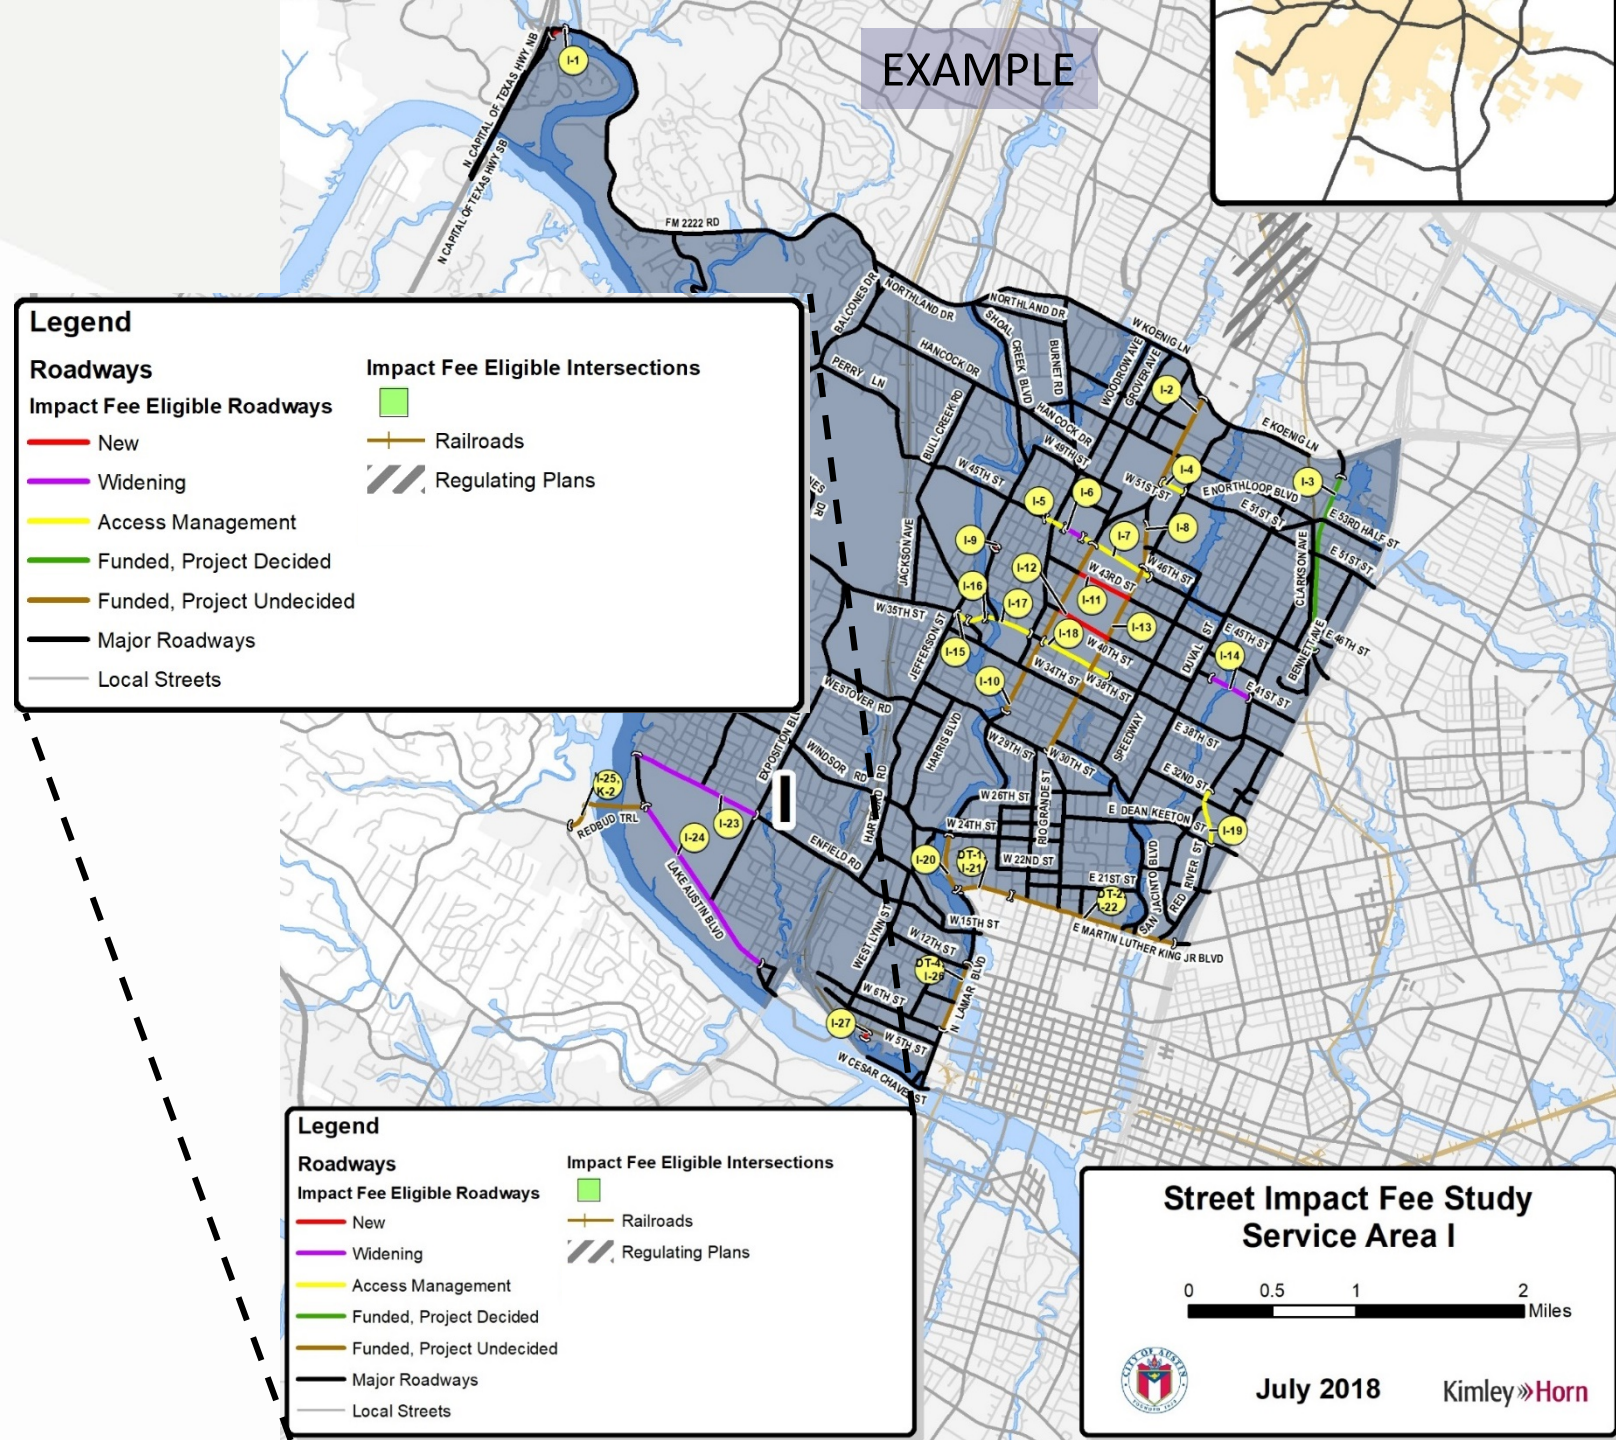 EXAMPLE
N CAPITAL OF TEXAS HWY NB
N CAPITAL OF TEXAS HWY SB
I-1
FM 2222 RD
BALCONES DR
NORTHLAND DR
NORTHLAND DR
SHOAL CREEK BLVD
BURNET RD
W KOENIG LN
WOODROW AVE
GROVER AVE
HANCOCK DR
PERRY LN
BULL CREEK RD
HANCOCK DR
W 49TH ST
W 45TH ST
W 51ST ST
I-2
E KOENIG LN
I-4
I-3
E NORTHLOOP BLVD
E 51ST ST
E 53RD HALF ST
E 51ST ST
CLARKSON AVE
I-5
I-6
I-7
I-8
I-9
W 46TH ST
W 43RD ST
JACKSON AVE
I-12
I-16
I-17
I-11
I-13
I-18
W 40TH ST
W 35TH ST
JEFFERSON ST
I-15
I-10
W 34TH ST
W 38TH ST
DUVAL ST
E 45TH ST
E 46TH ST
BENNETT AVE
I-14
E 41ST ST
E 38TH ST
SPEEDWAY
WESTOVER RD
HARRIS BLVD
W 29TH ST
W 30TH ST
E 32ND ST
EXPOSITION BL
WINDSOR RD
W 26TH ST
RIO GRANDE ST
E DEAN KEETON ST
I-19
W 24TH ST
I
I-25,
K-2
REDBUD TRL
I-23
I-24
LAKE AUSTIN BLVD
ENFIELD RD
I-20
DT-1,
I-21
W 22ND ST
E 21ST ST
SAN JACINTO BLVD
RED RIVER ST
E MARTIN LUTHER KING JR BLVD
W 15TH ST
W 12TH ST
WEST LYNN ST
N LAMAR BLVD
W 6TH ST
I-27
W 5TH ST
W CESAR CHAVEZ ST
Legend
Roadways
Impact Fee Eligible Roadways
New
Widening
Access Management
Funded, Project Decided
Funded, Project Undecided
Major Roadways
Local Streets
Impact Fee Eligible Intersections
Railroads
Regulating Plans
Legend
Roadways
Impact Fee Eligible Roadways
New
Widening
Access Management
Funded, Project Decided
Funded, Project Undecided
Major Roadways
Local Streets
Impact Fee Eligible Intersections
Railroads
Regulating Plans
Street Impact Fee Study
Service Area I
0 0.5 1 2
Miles
CITY OF AUSTIN
July 2018
Kimley»Horn